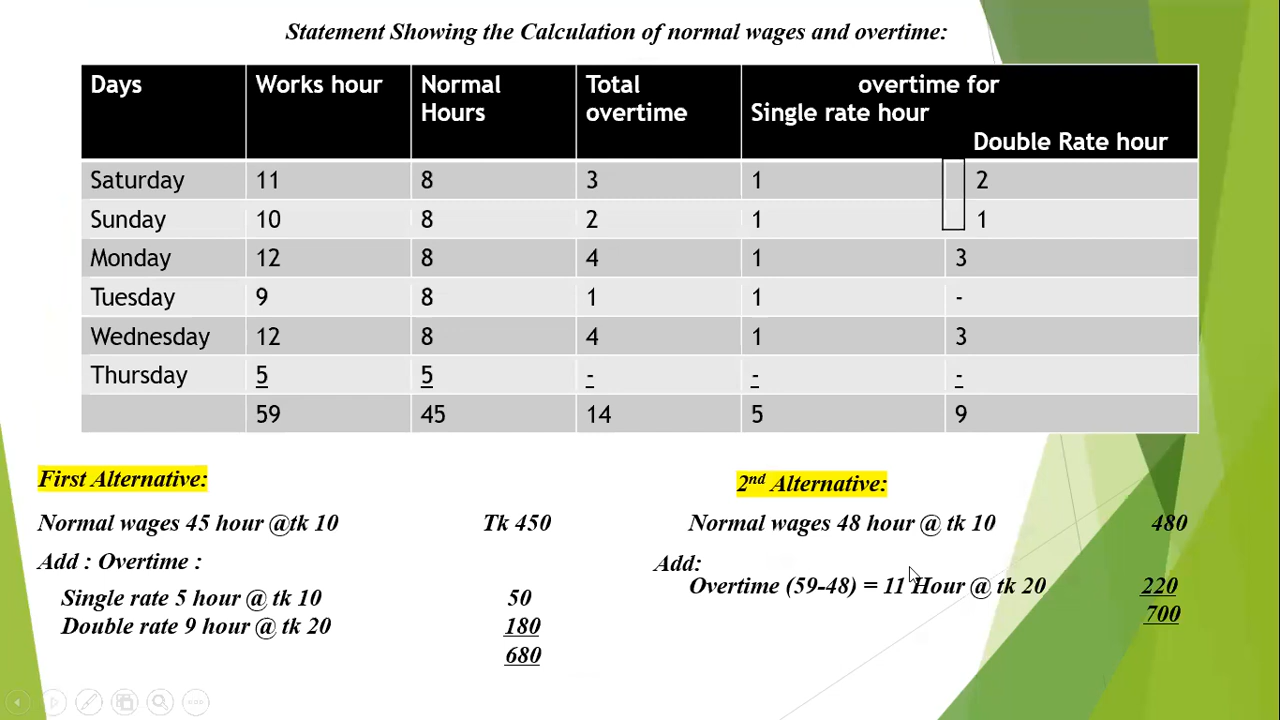 Statement Showing the Calculation of normal wages and overtime:
Days Works hour Normal Hours Total overtime overtime for Single rate hour Double Rate hour
Saturday 11 8 3 1 2
Sunday 10 8 2 1 1
Monday 12 8 4 1 3
Tuesday 9 8 1 1 -
Wednesday 12 8 4 1 3
Thursday 5 5 - - -
59 45 14 5 9
First Alternative:
Normal wages 45 hour @tk 10 Tk 450
Add : Overtime :
Single rate 5 hour @ tk 10 50
Double rate 9 hour @ tk 20 180
680
2nd Alternative:
Normal wages 48 hour @ tk 10 480
Add:
Overtime (59-48) = 11 Hour @ tk 20 220
700